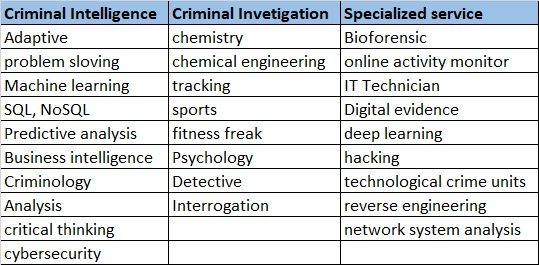 Criminal Intelligence Criminal Invetigation Specialized service
Adaptive chemistry Bioforensic
problem sloving chemical engineering online activity monitor
Machine learning tracking IT Technician
SQL, NoSQL sports Digital evidence
Predictive analysis fitness freak deep learning
Business intelligence Psychology hacking
Criminology Detective technological crime units
Analysis Interrogation reverse engineering
critical thinking network system analysis
cybersecurity